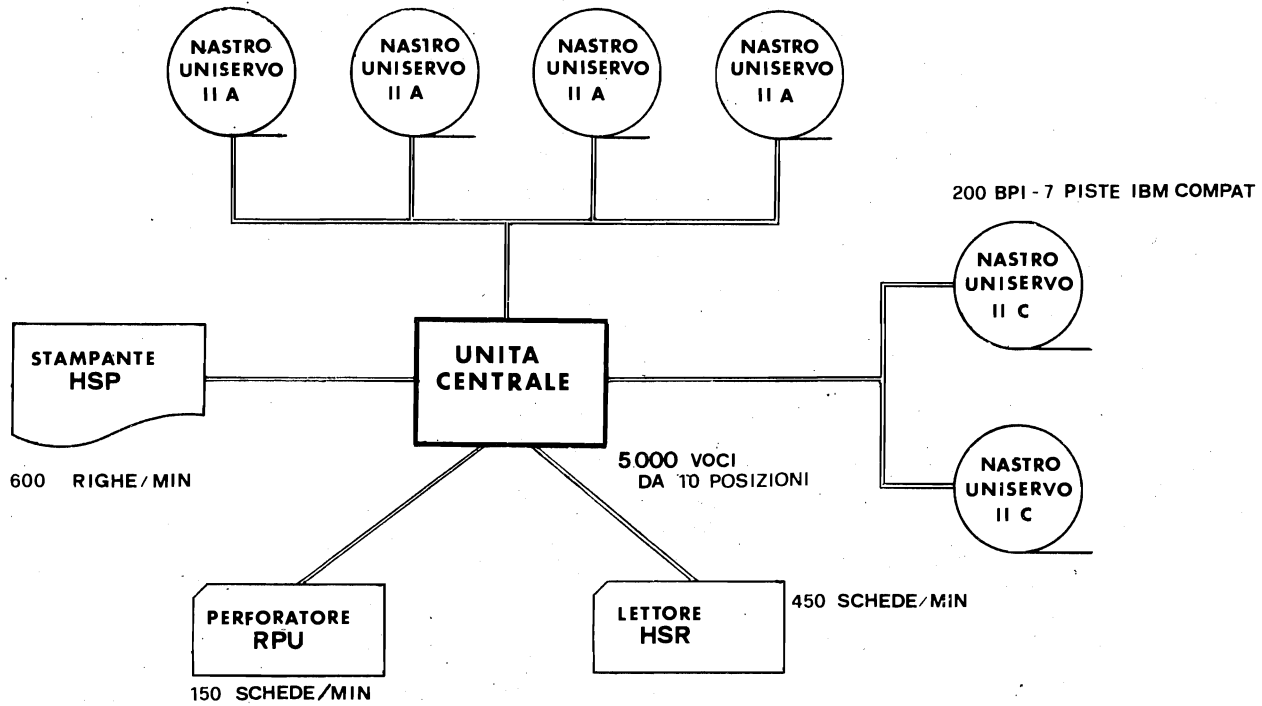 NASTRO
UNISERVO
II A
NASTRO
UNISERVO
II A
NASTRO
UNISERVO
II A
NASTRO
UNISERVO
II A
200 BPI - 7 PISTE IBM COMPAT
NASTRO
UNISERVO
II C
STAMPANTE
HSP
600 RIGHE/MIN
UNITA
CENTRALE
5.000 VOCI
DA 10 POSIZIONI
NASTRO
UNISERVO
II C
PERFORATORE
RPU
150 SCHEDE/MIN
LETTORE
HSR
450 SCHEDE/MIN